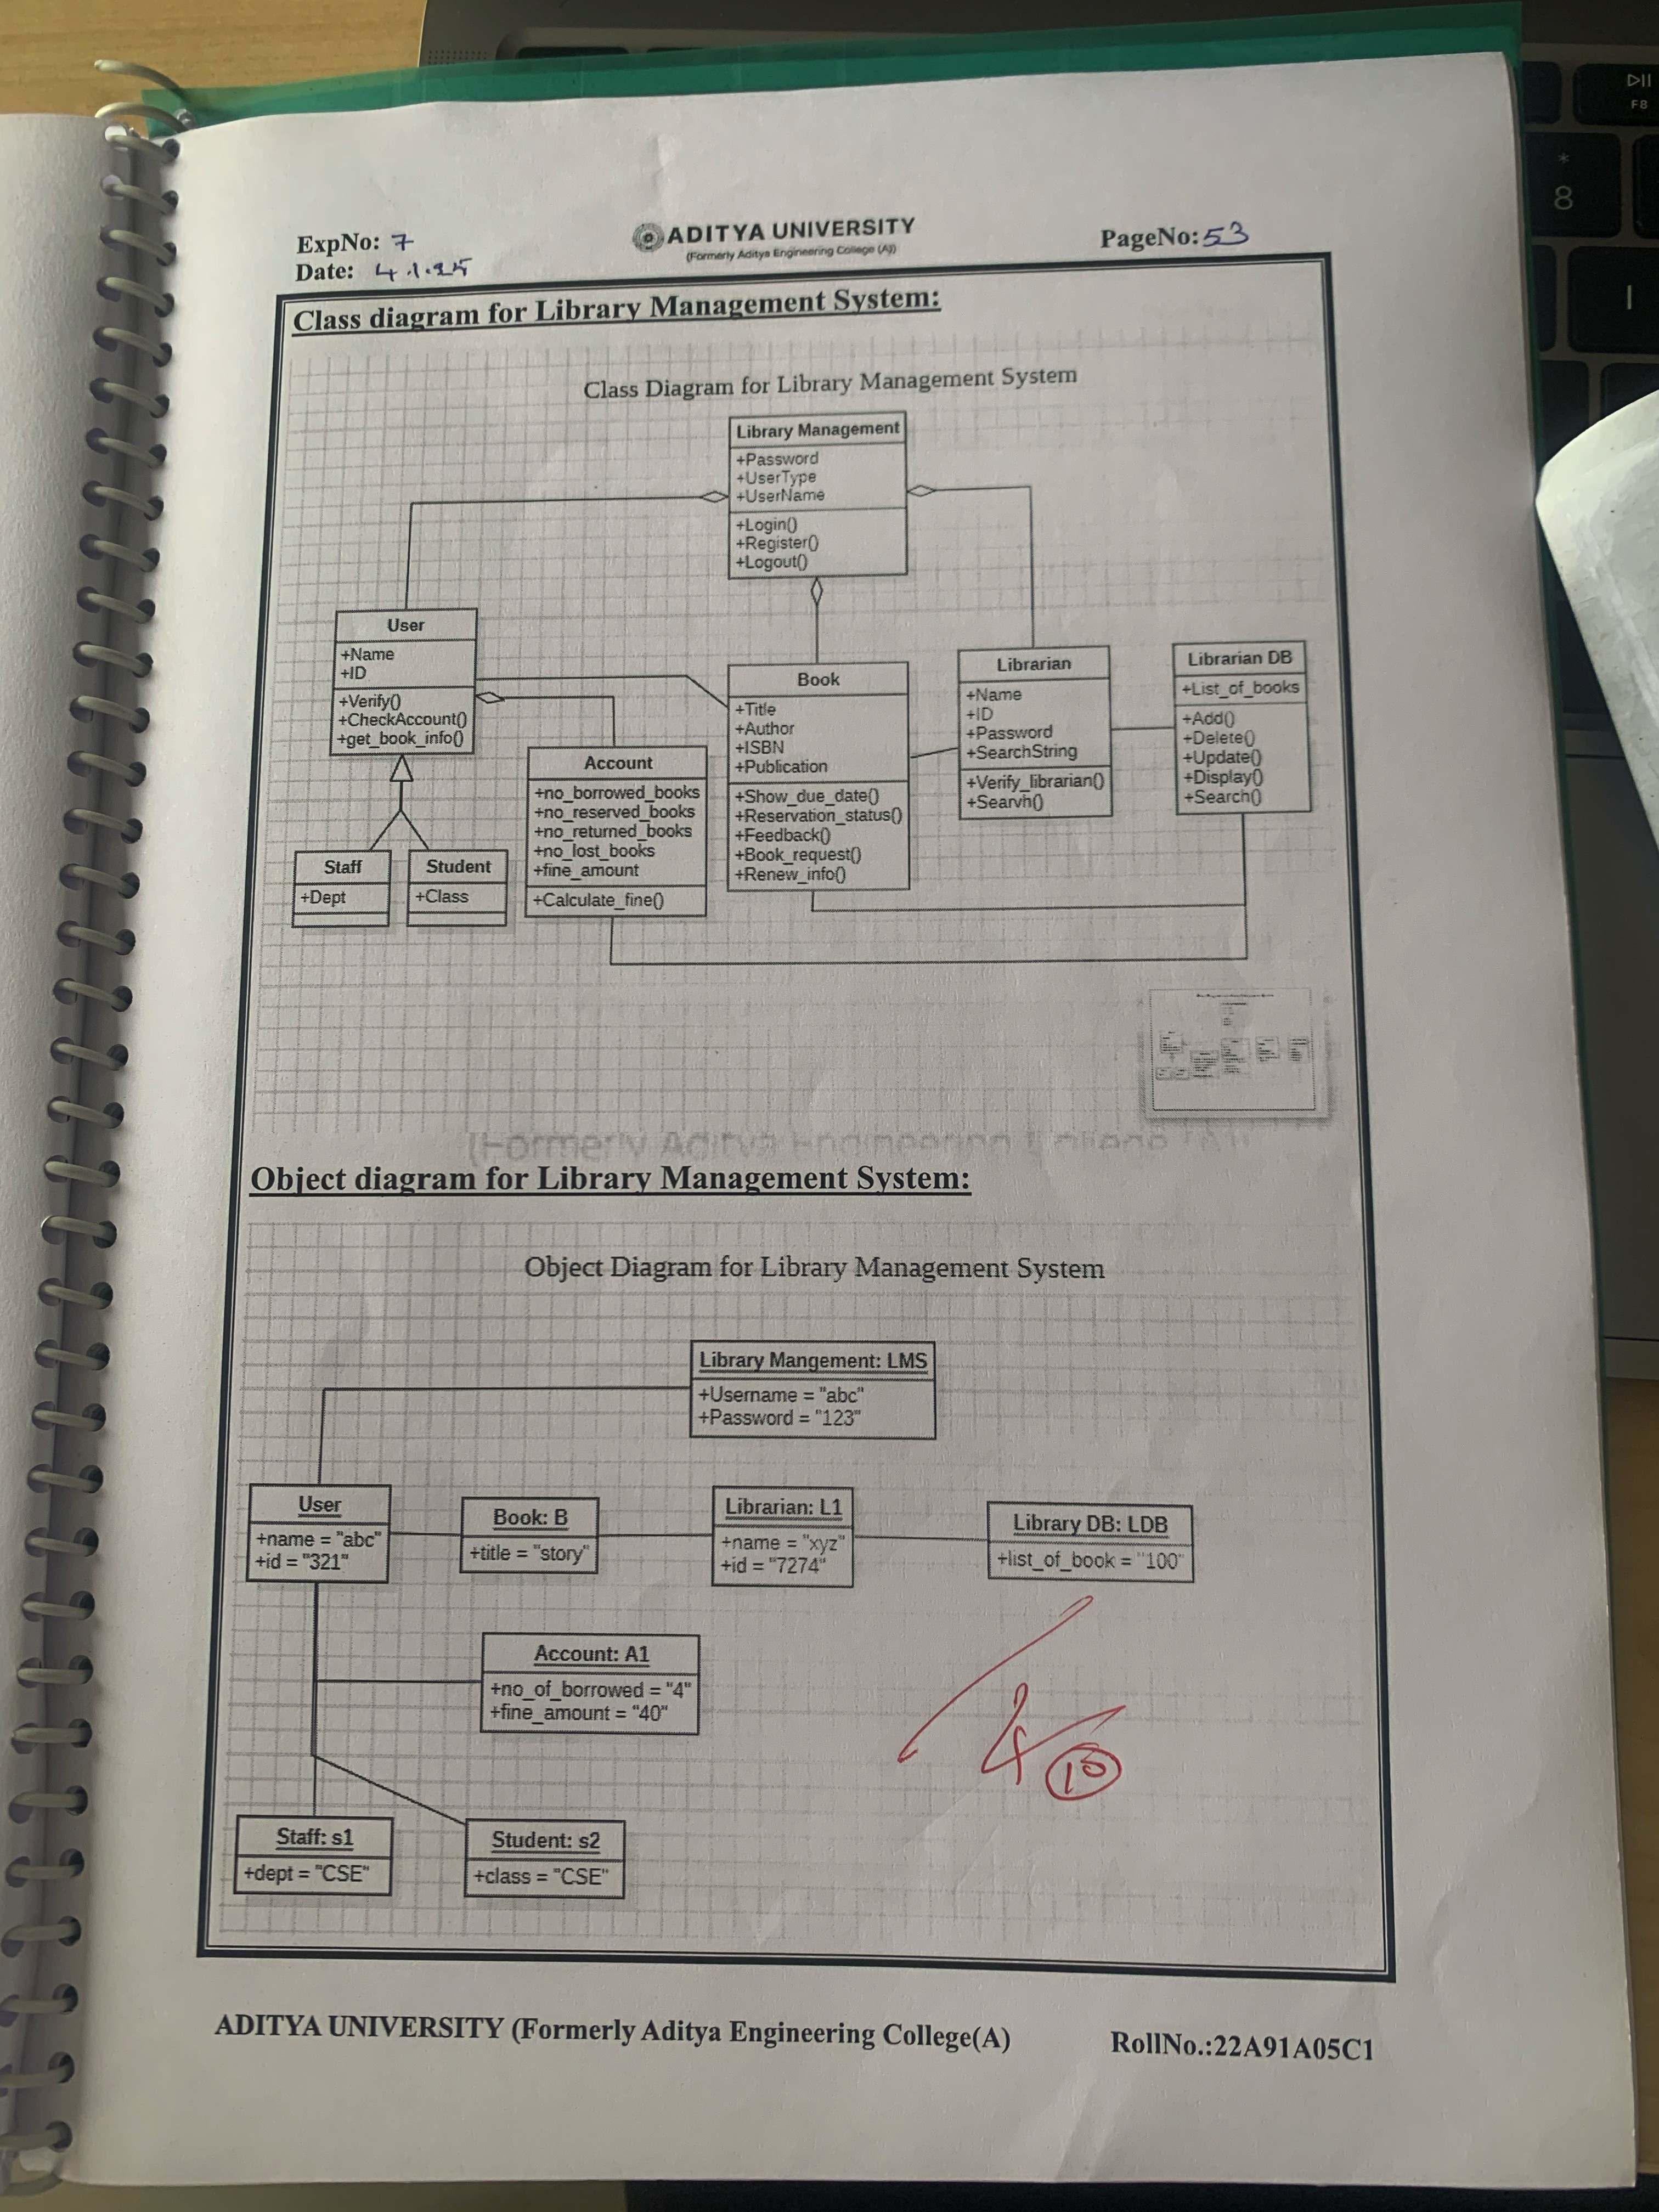 ExpNo: 7
Date: 4.1.25
ADITYA UNIVERSITY
(Formerly Aditya Engineering College (A))
PageNo:53
Class diagram for Library Management System:
Class Diagram for Library Management System
Library Management
+Password
+UserType
+UserName
+Login()
+Register()
+Logout()
User
+Name
+ID
+Verify()
+CheckAccount()
+get_book_info()
Staff
+Dept
Student
+Class
Account
+no_borrowed_books
+no_reserved_books
+no_returned_books
+no_lost_books
+fine_amount
+Calculate_fine()
Book
+Title
+Author
+ISBN
+Publication
+Show_due_date()
+Reservation_status()
+Feedback()
+Book_request()
+Renew_info()
Librarian
+Name
+ID
+Password
+SearchString
+Verify_librarian()
+Searvh()
Librarian DB
+List_of_books
+Add()
+Delete()
+Update()
+Display()
+Search()
(Formerly Aditya Engineering College (A))
Object diagram for Library Management System:
Object Diagram for Library Management System
Library Mangement: LMS
+Username = "abc"
+Password = "123"
User
+name = "abc"
+id = "321"
Book: B
+title = "story"
Librarian: L1
+name = "xyz"
+id = "7274"
Library DB: LDB
+list_of_book = "100"
Account: A1
+no_of_borrowed = "4"
+fine_amount = "40"
Staff: s1
+dept = "CSE"
Student: s2
+class = "CSE"
ADITYA UNIVERSITY (Formerly Aditya Engineering College(A)
RollNo.:22A91A05C1
F8
*
8